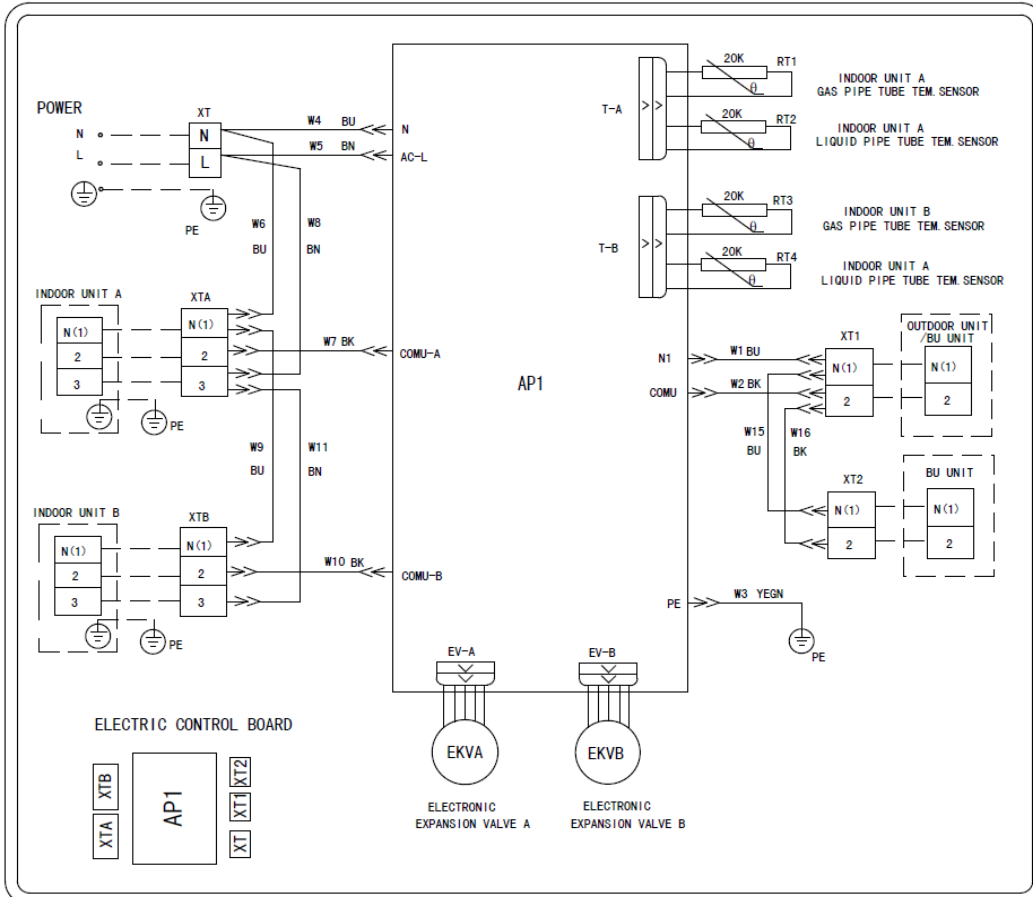 POWER
N
L
PE
XT
N
L
W4 BU
W5 BN
N
AC-L
W6
BU
W8
BN
INDOOR UNIT A
N(1)
2
3
PE
XTA
N(1)
2
3
W7 BK
COMU-A
W9
BU
W11
BN
INDOOR UNIT B
N(1)
2
3
PE
XTB
N(1)
2
3
W10 BK
COMU-B
AP1
T-A
20K
RT1
θ
INDOOR UNIT A
GAS PIPE TUBE TEM. SENSOR
20K
RT2
θ
INDOOR UNIT A
LIQUID PIPE TUBE TEM. SENSOR
T-B
20K
RT3
θ
INDOOR UNIT B
GAS PIPE TUBE TEM. SENSOR
20K
RT4
θ
INDOOR UNIT A
LIQUID PIPE TUBE TEM. SENSOR
N1
W1 BU
COMU
W2 BK
XT1
N(1)
2
OUTDOOR UNIT
/BU UNIT
N(1)
2
W15
BU
W16
BK
XT2
N(1)
2
BU UNIT
N(1)
2
PE
W3 YEGN
PE
EV-A
EKVA
ELECTRONIC
EXPANSION VALVE A
EV-B
EKVB
ELECTRONIC
EXPANSION VALVE B
ELECTRIC CONTROL BOARD
XTB
XTA
AP1
XT2
XT1
XT